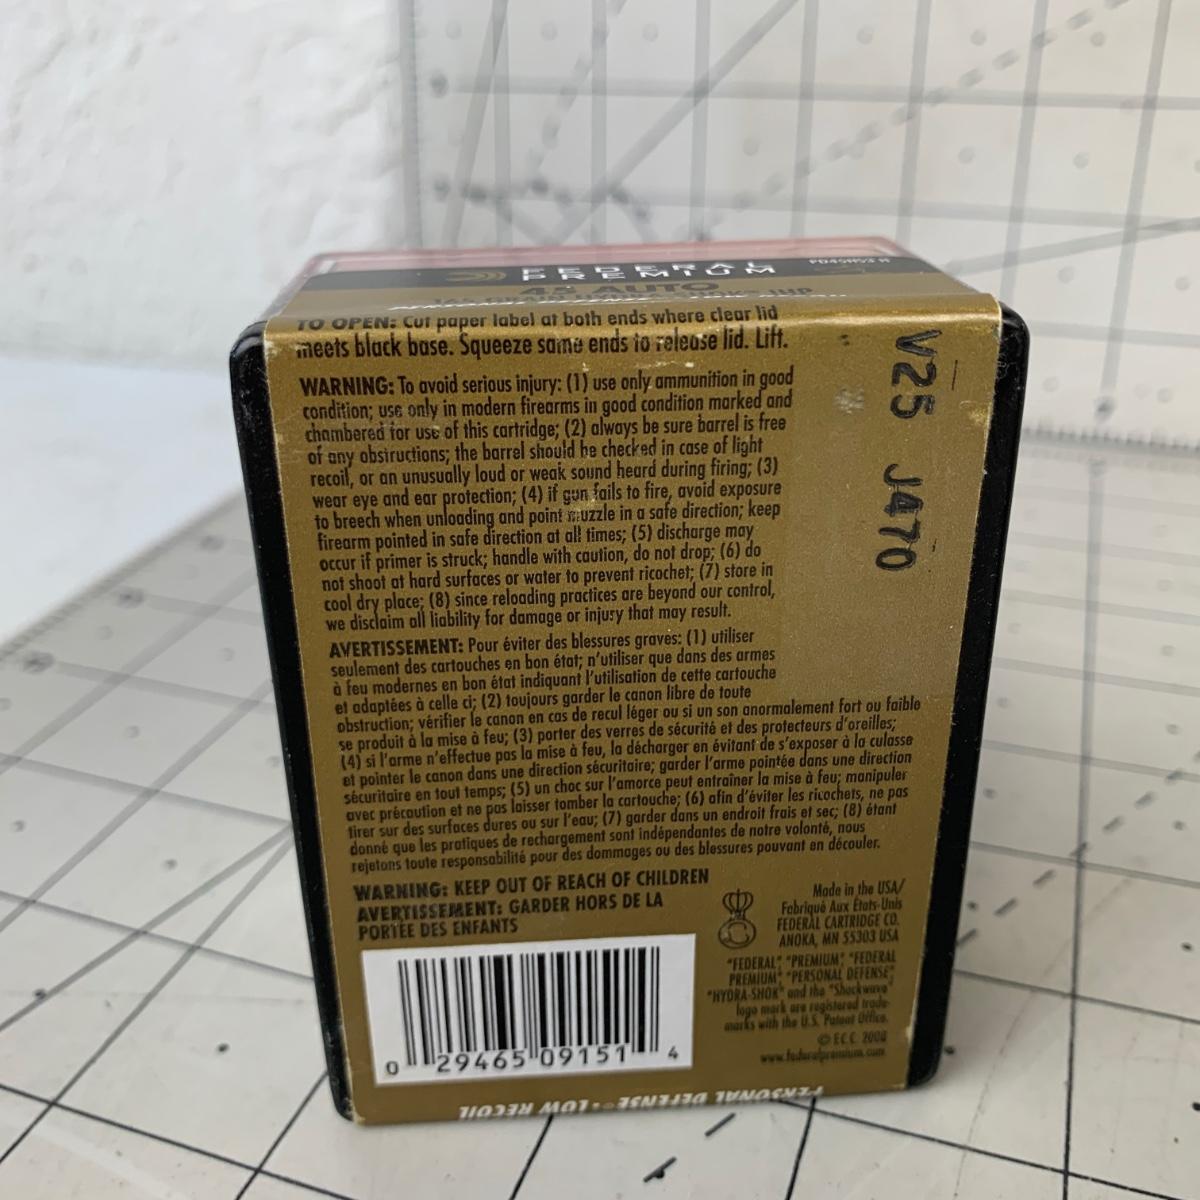 FEDERAL
PREMIUM
PD45HS3 H
45 AUTO
165 GRAIN HYDRA-SHOK JHP
TO OPEN: Cut paper label at both ends where clear lid
meets black base. Squeeze same ends to release lid. Lift.
WARNING: To avoid serious injury: (1) use only ammunition in good
condition; use only in modern firearms in good condition marked and
chambered for use of this cartridge; (2) always be sure barrel is free
of any obstructions; the barrel should be checked in case of light
recoil, or an unusually loud or weak sound heard during firing; (3)
wear eye and ear protection; (4) if gun fails to fire, avoid exposure
to breech when unloading and point muzzle in a safe direction; keep
firearm pointed in safe direction at all times; (5) discharge may
occur if primer is struck; handle with caution, do not drop; (6) do
not shoot at hard surfaces or water to prevent ricochet; (7) store in
cool dry place; (8) since reloading practices are beyond our control,
we disclaim all liability for damage or injury that may result.
V25 J470
AVERTISSEMENT: Pour éviter des blessures graves: (1) utiliser
seulement des cartouches en bon état; n'utiliser que dans des armes
à feu modernes en bon état indiquant l'utilisation de cette cartouche
et adaptées à celle ci; (2) toujours garder le canon libre de toute
obstruction; vérifier le canon en cas de recul léger ou si un son anormalement fort ou faible
se produit à la mise à feu; (3) porter des verres de sécurité et des protecteurs d'oreilles;
(4) si l'arme n'effectue pas la mise à feu, la décharger en évitant de s'exposer à la culasse
et pointer le canon dans une direction sécuritaire; garder l'arme pointée dans une direction
sécuritaire en tout temps; (5) un choc sur l'amorce peut entraîner la mise à feu; manipuler
avec précaution et ne pas laisser tomber la cartouche; (6) afin d'éviter les ricochets, ne pas
tirer sur des surfaces dures ou sur l'eau; (7) garder dans un endroit frais et sec; (8) étant
donné que les pratiques de rechargement sont indépendantes de notre volonté, nous
rejetons toute responsabilité pour des dommages ou des blessures pouvant en découler.
WARNING: KEEP OUT OF REACH OF CHILDREN
AVERTISSEMENT: GARDER HORS DE LA
PORTÉE DES ENFANTS
Made in the USA/
Fabriqué Aux États-Unis
FEDERAL CARTRIDGE CO.
ANOKA, MN 55303 USA
"FEDERAL," "PREMIUM," "FEDERAL
PREMIUM," "PERSONAL DEFENSE,"
"HYDRA-SHOK" and the "Shockwave"
logo mark are registered trade-
marks with the U.S. Patent Office.
© F.C.C. 2008
www.federalpremium.com
0 29465 09151 4
PERSONAL DEFENSE • LOW RECOIL